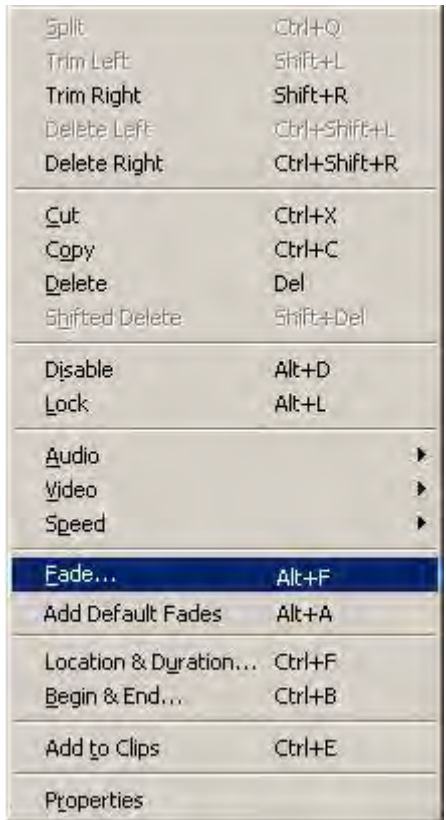 Split Ctrl+Q
Trim Left Shift+L
Trim Right Shift+R
Delete Left Ctrl+Shift+L
Delete Right Ctrl+Shift+R
Cut Ctrl+X
Copy Ctrl+C
Delete Del
Shifted Delete Shift+Del
Disable Alt+D
Lock Alt+L
Audio
Video
Speed
Fade... Alt+F
Add Default Fades Alt+A
Location & Duration... Ctrl+F
Begin & End... Ctrl+B
Add to Clips Ctrl+E
Properties